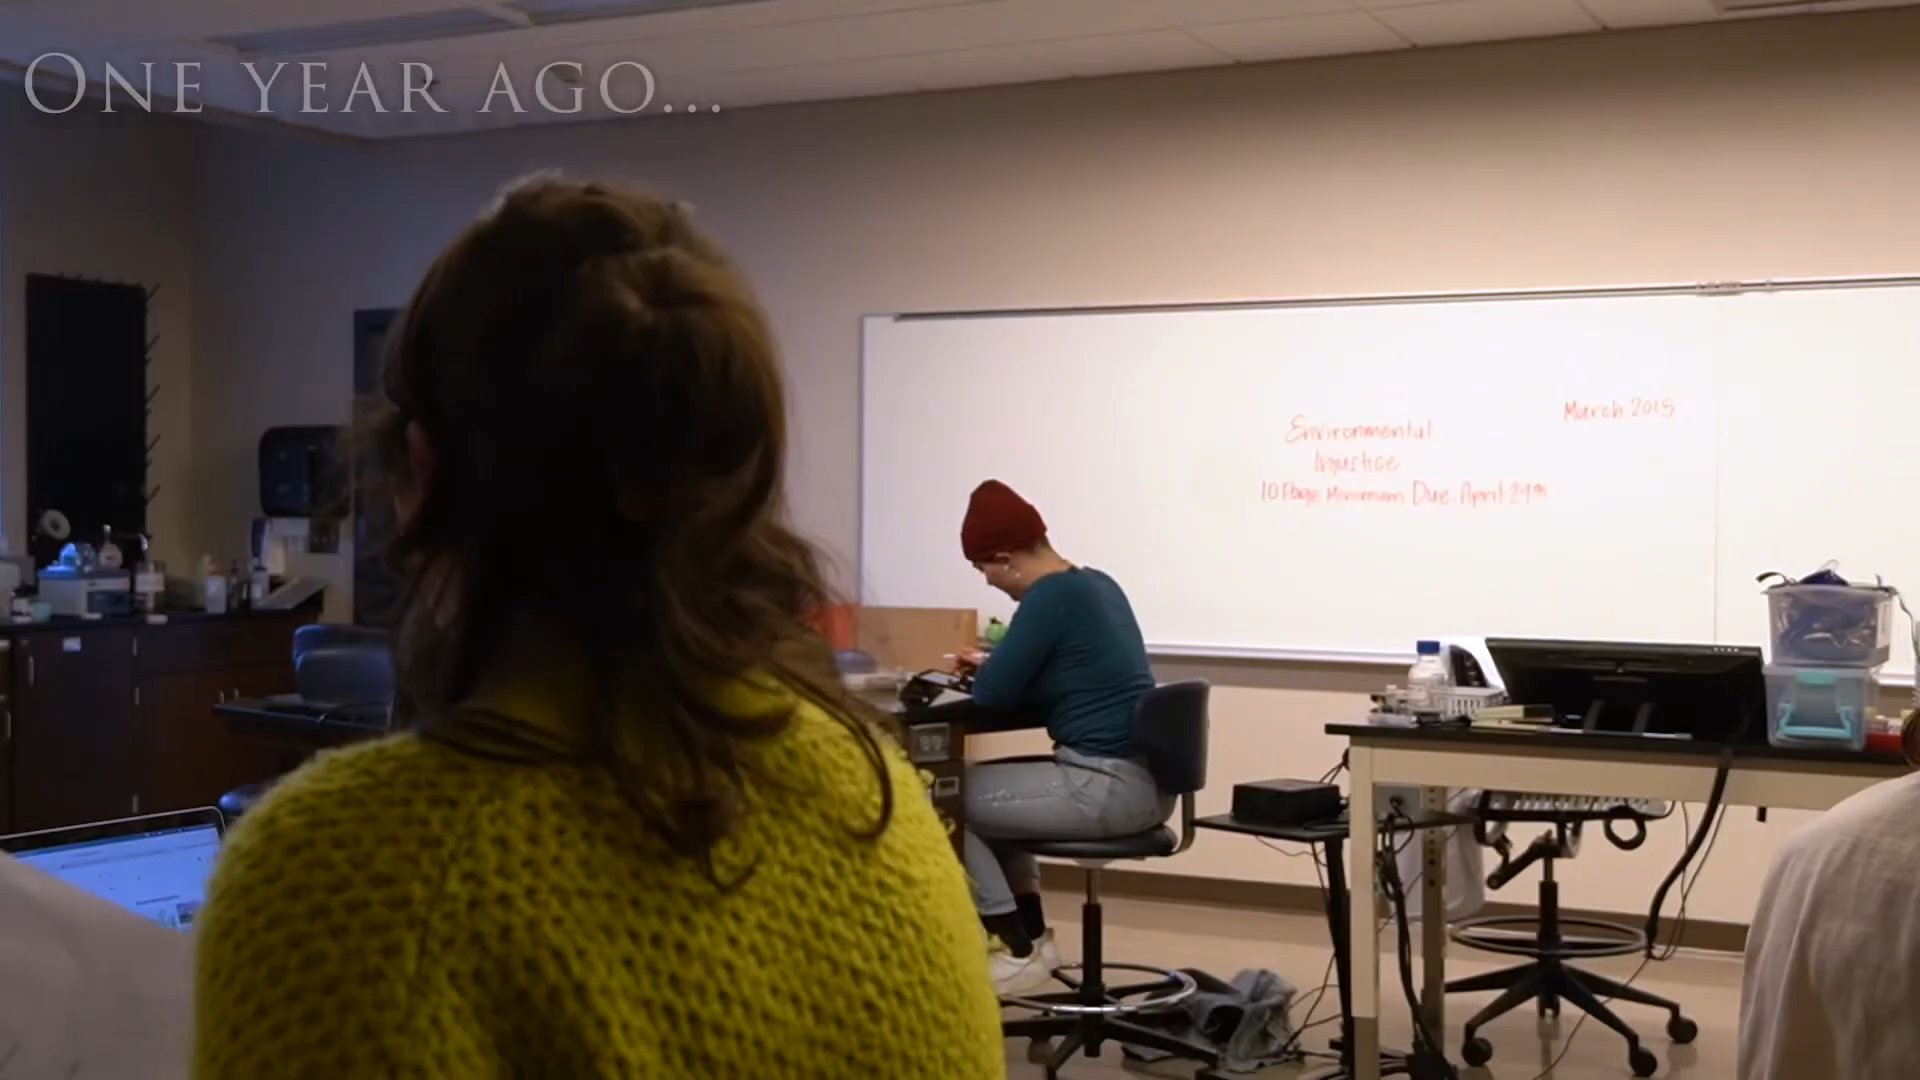 ONE YEAR AGO...
March 2015
Environmental
Injustice
10 Page Minimum Due April 29th